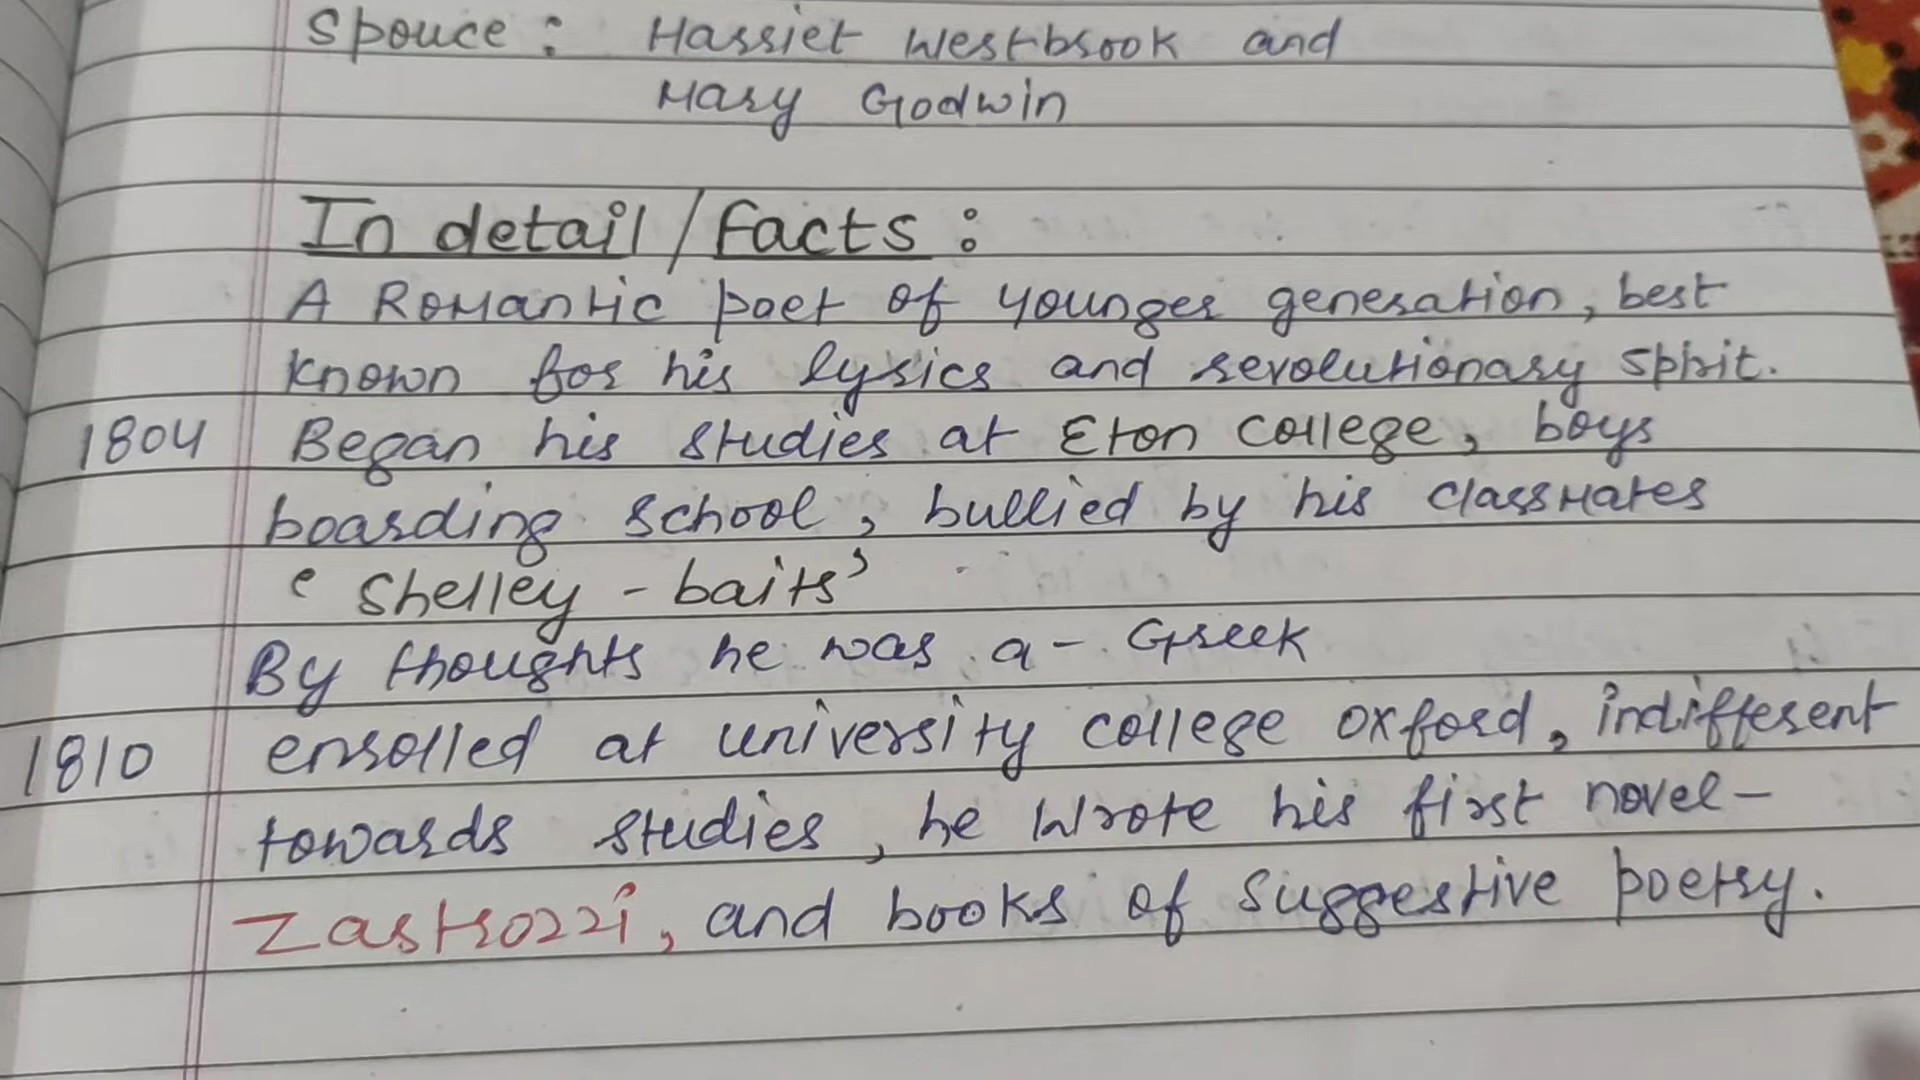 Spouce : Harriet Westbrook and
Mary Godwin
In detail / facts :
A Romantic poet of younger generation, best
known for his lyrics and revolutionary spirit.
1804 Began his studies at Eton college, boys
boarding school, bullied by his classmates
‘ Shelley - baits’
By thoughts he was a - Greek
1810 enrolled at university college oxford, indifferent
towards studies, he wrote his first novel -
Zastrozzi, and books of suggestive poetry.